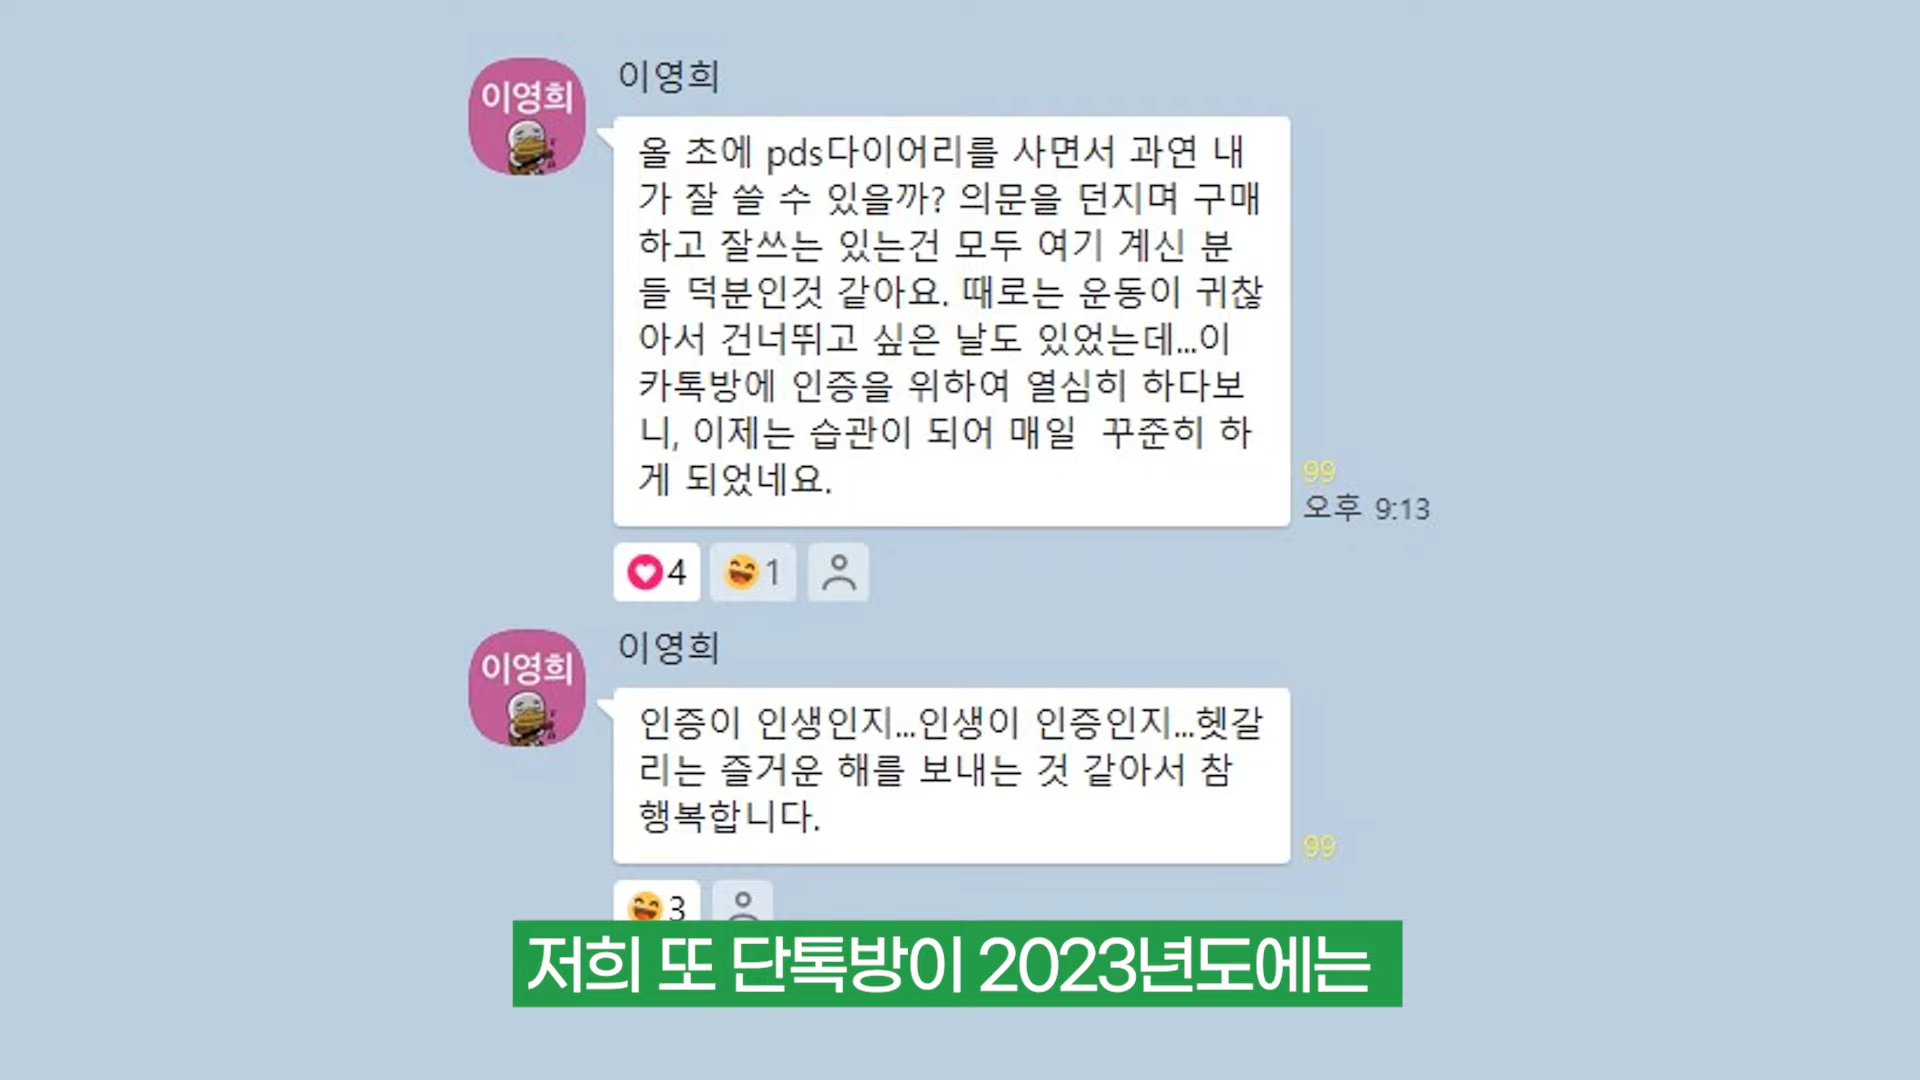 이영희
이영희
올 초에 pds다이어리를 사면서 과연 내
가 잘 쓸 수 있을까? 의문을 던지며 구매
하고 잘쓰는 있는건 모두 여기 계신 분
들 덕분인것 같아요. 때로는 운동이 귀찮
아서 건너뛰고 싶은 날도 있었는데...이
카톡방에 인증을 위하여 열심히 하다보
니, 이제는 습관이 되어 매일  꾸준히 하
게 되었네요.
99
오후 9:13
4
1
이영희
이영희
인증이 인생인지...인생이 인증인지...헷갈
리는 즐거운 해를 보내는 것 같아서 참
행복합니다.
99
3
저희 또 단톡방이 2023년도에는